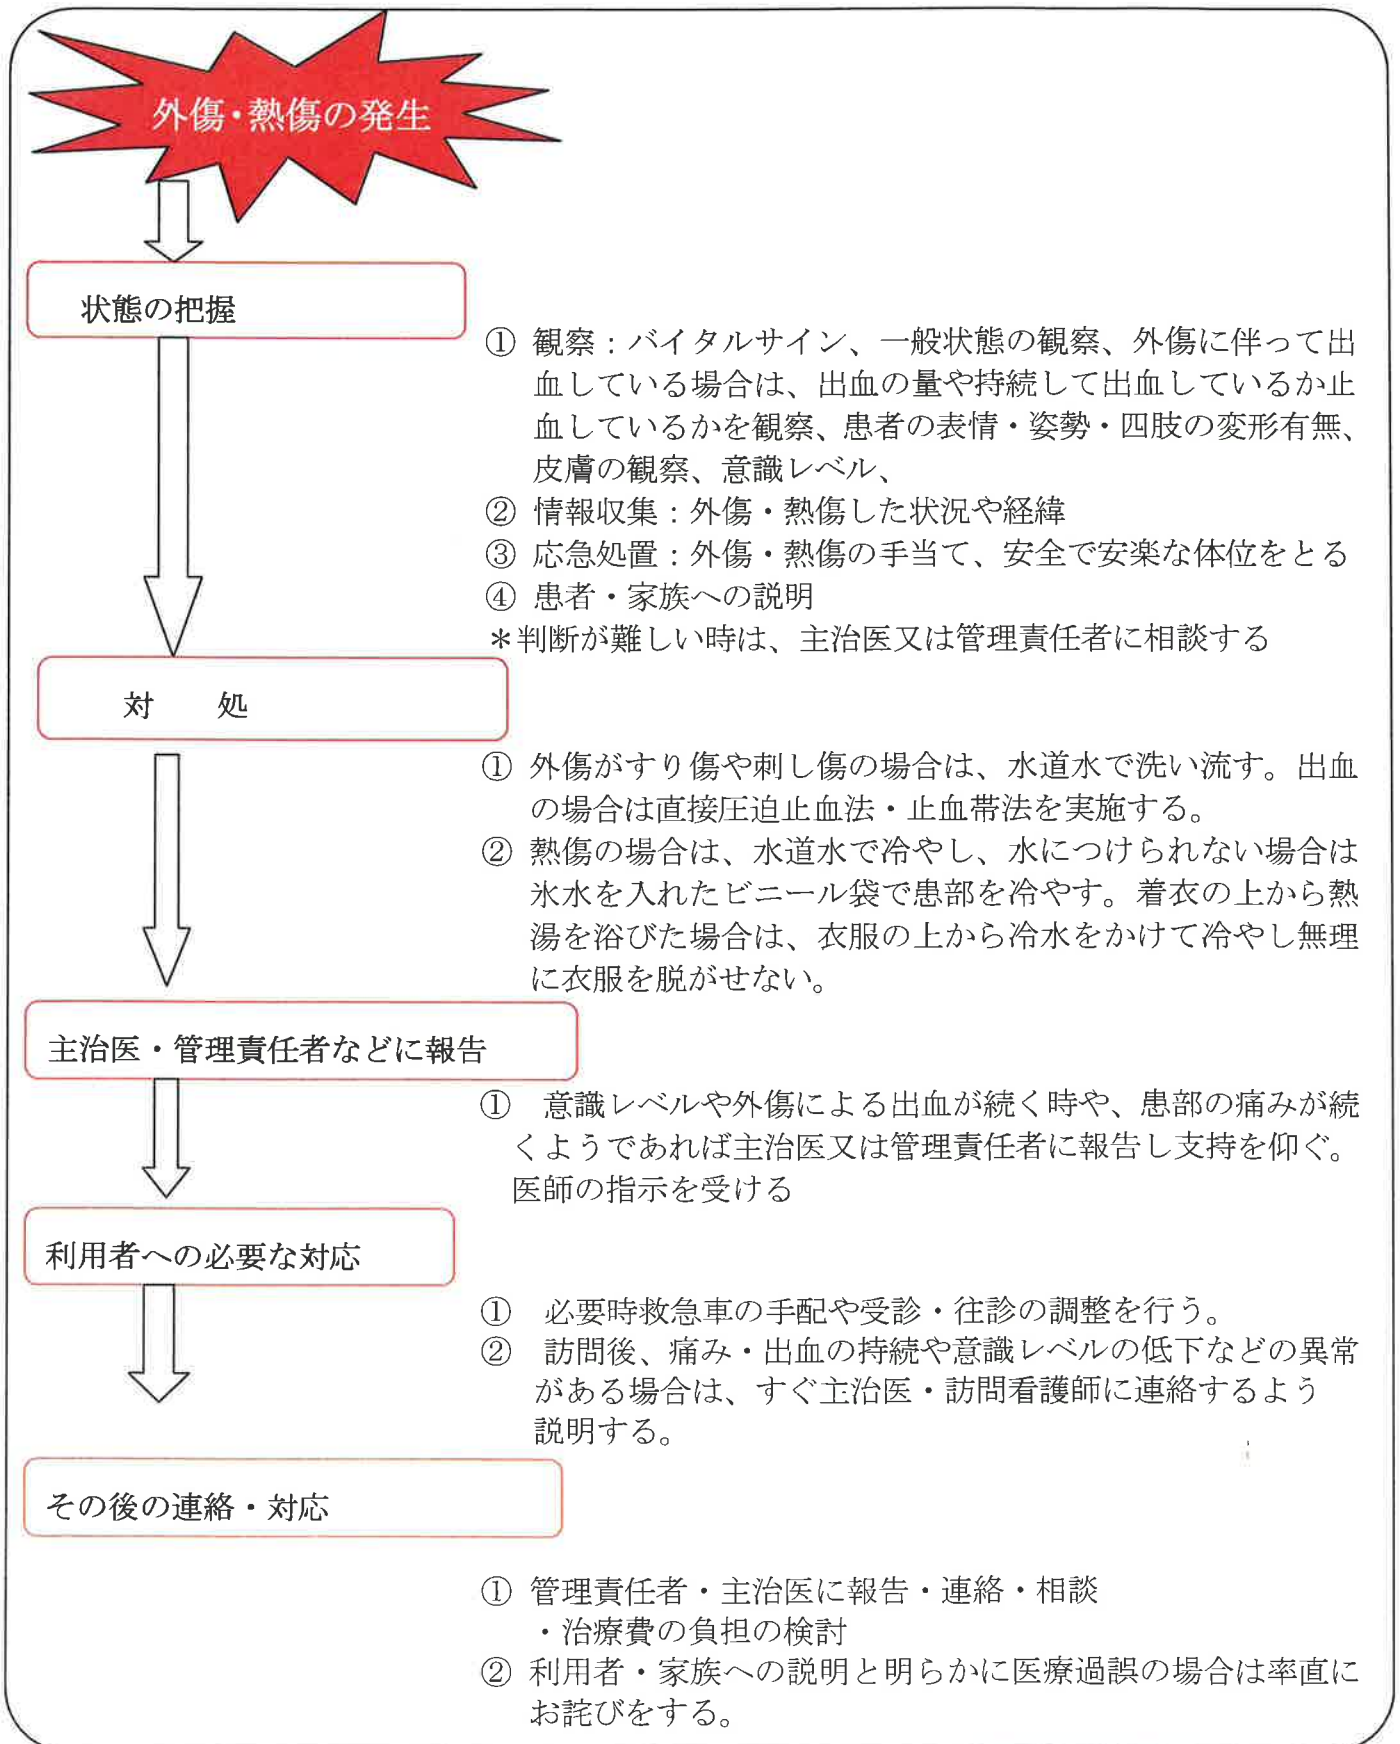 外傷・熱傷の発生
状態の把握
① 観察：バイタルサイン、一般状態の観察、外傷に伴って出
血している場合は、出血の量や持続して出血しているか止
血しているかを観察、患者の表情・姿勢・四肢の変形有無、
皮膚の観察、意識レベル、
② 情報収集：外傷・熱傷した状況や経緯
③ 応急処置：外傷・熱傷の手当て、安全で安楽な体位をとる
④ 患者・家族への説明
＊判断が難しい時は、主治医又は管理責任者に相談する
対　　処
① 外傷がすり傷や刺し傷の場合は、水道水で洗い流す。出血
の場合は直接圧迫止血法・止血帯法を実施する。
② 熱傷の場合は、水道水で冷やし、水につけられない場合は
氷水を入れたビニール袋で患部を冷やす。着衣の上から熱
湯を浴びた場合は、衣服の上から冷水をかけて冷やし無理
に衣服を脱がせない。
主治医・管理責任者などに報告
① 意識レベルや外傷による出血が続く時や、患部の痛みが続
くようであれば主治医又は管理責任者に報告し支持を仰ぐ。
医師の指示を受ける
利用者への必要な対応
① 必要時救急車の手配や受診・往診の調整を行う。
② 訪問後、痛み・出血の持続や意識レベルの低下などの異常
がある場合は、すぐ主治医・訪問看護師に連絡するよう
説明する。
その後の連絡・対応
① 管理責任者・主治医に報告・連絡・相談
・治療費の負担の検討
② 利用者・家族への説明と明らかに医療過誤の場合は率直に
お詫びをする。